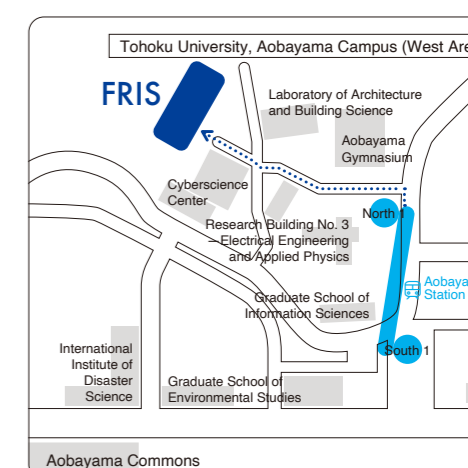 Tohoku University, Aobayama Campus (West Are
FRIS
Laboratory of Architecture
and Building Science
Aobayama
Gymnasium
Cyberscience
Center
North 1
Research Building No. 3
—Electrical Engineering
and Applied Physics
Aobaya
Station
Graduate School of
Information Sciences
South 1
International
Institute of
Disaster
Science
Graduate School of
Environmental Studies
Aobayama Commons